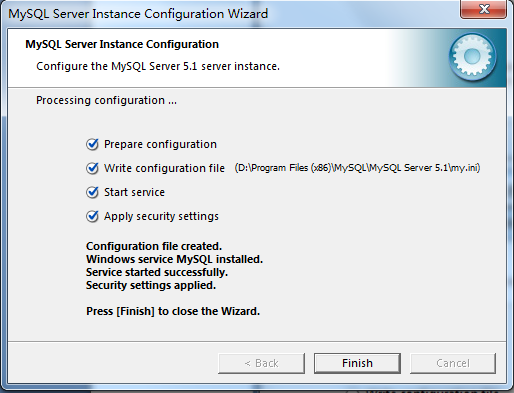 MySQL Server Instance Configuration Wizard
MySQL Server Instance Configuration
Configure the MySQL Server 5.1 server instance.
Processing configuration ...
Prepare configuration
Write configuration file (D:\Program Files (x86)\MySQL\MySQL Server 5.1\my.ini)
Start service
Apply security settings
Configuration file created.
Windows service MySQL installed.
Service started successfully.
Security settings applied.
Press [Finish] to close the Wizard.
< Back Finish Cancel